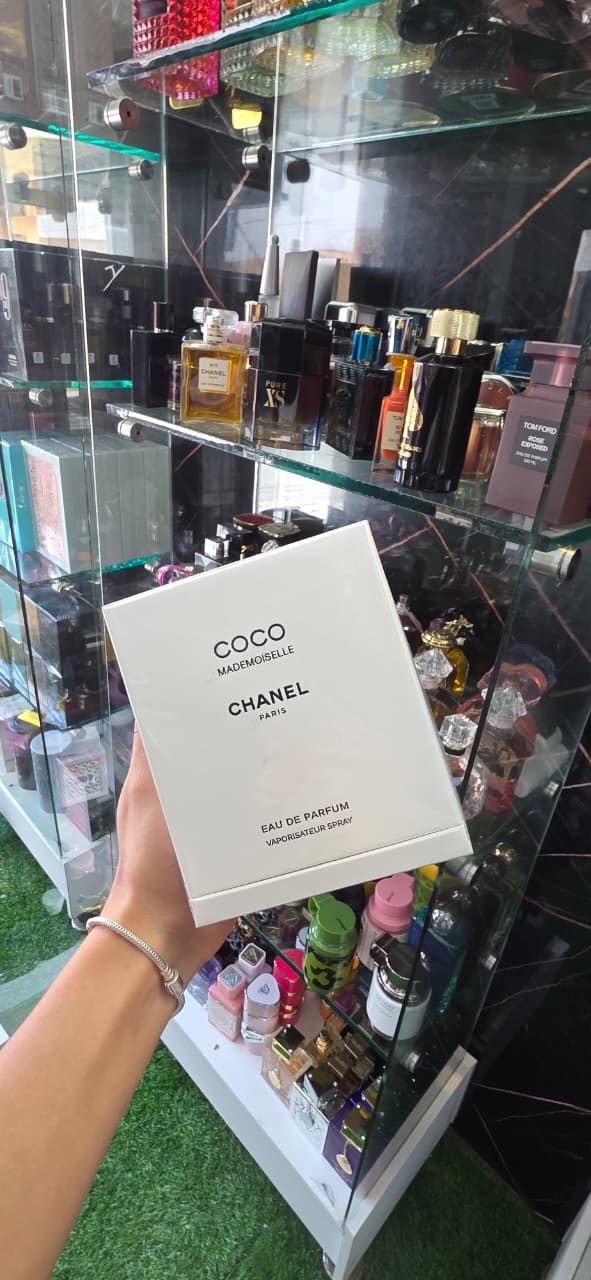 COCO
MADEMOISELLE
CHANEL
PARIS
EAU DE PARFUM
VAPORISATEUR SPRAY
N°5
CHANEL
PURE
XS
TOM FORD
ROSE
EXPOSED